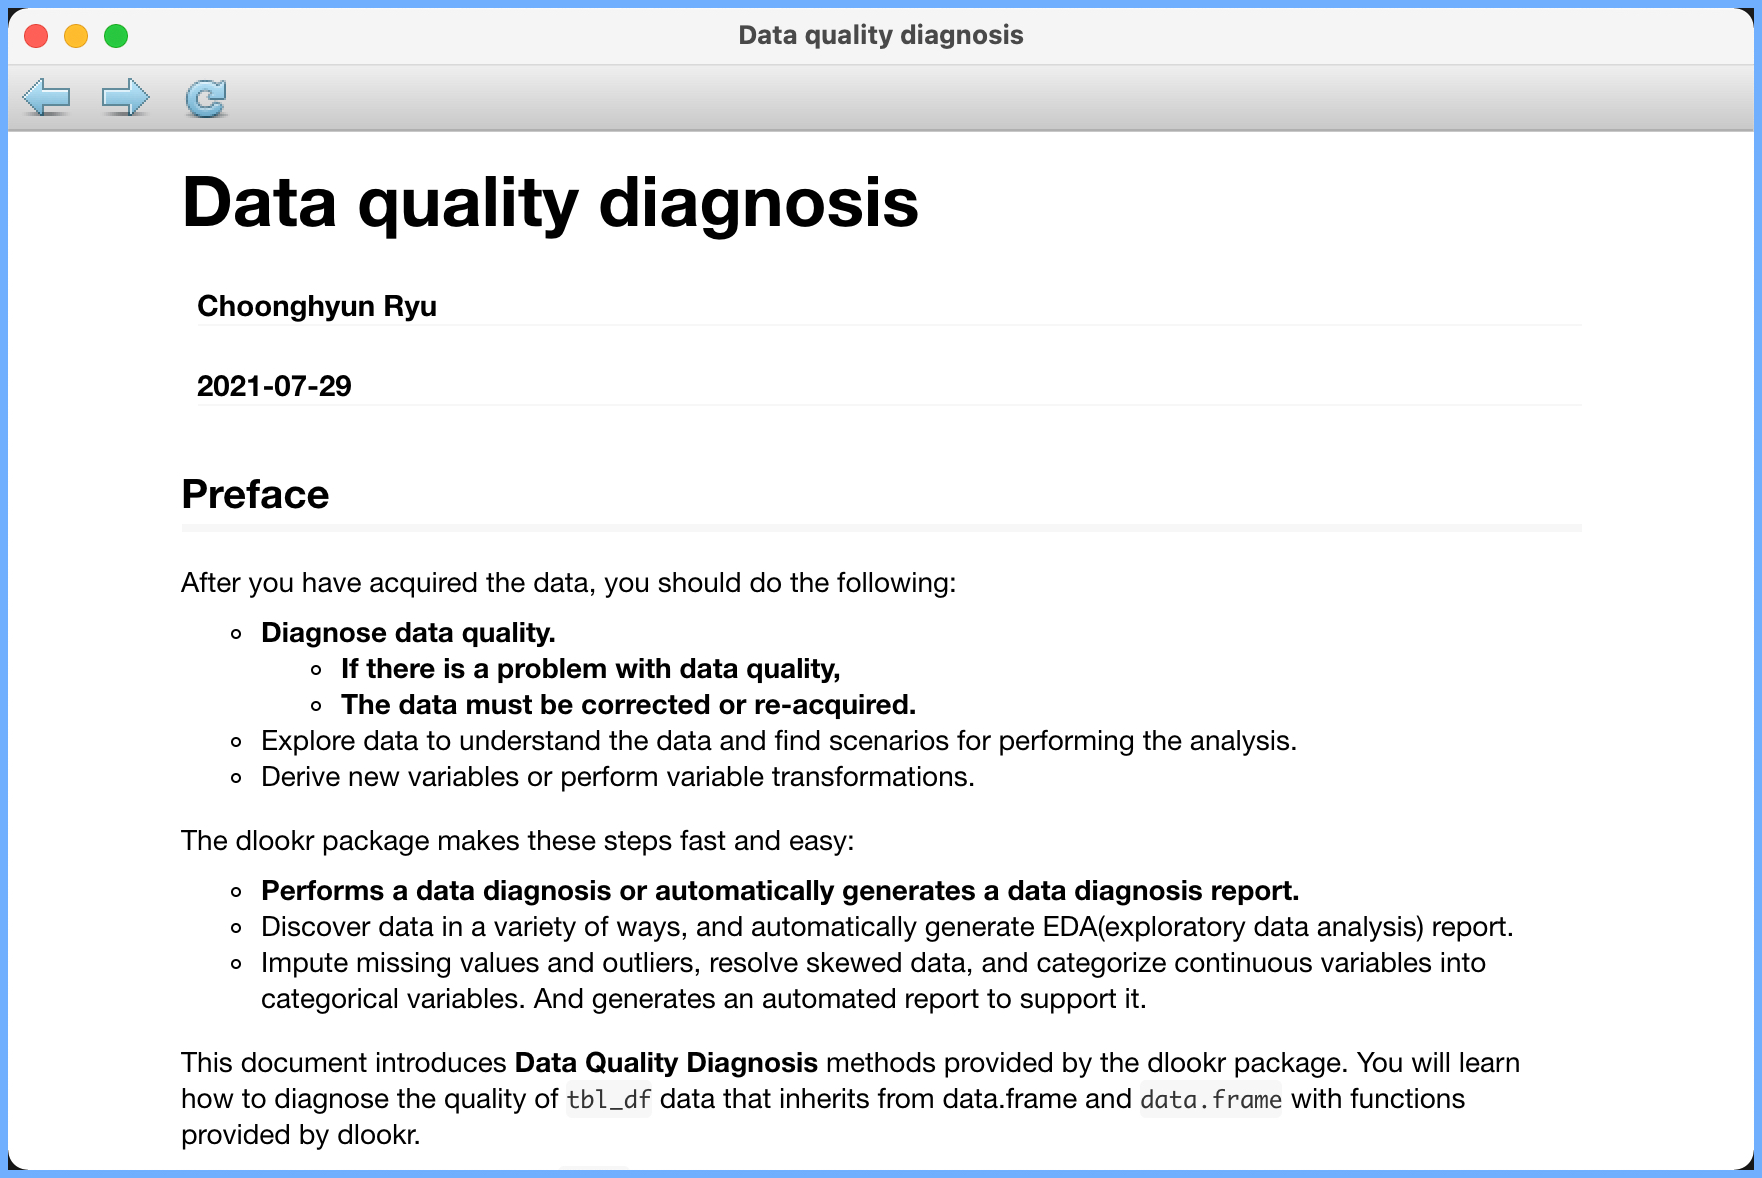 Data quality diagnosis
Data quality diagnosis
Choonghyun Ryu
2021-07-29
Preface
After you have acquired the data, you should do the following:
Diagnose data quality.
If there is a problem with data quality,
The data must be corrected or re-acquired.
Explore data to understand the data and find scenarios for performing the analysis.
Derive new variables or perform variable transformations.
The dlookr package makes these steps fast and easy:
Performs a data diagnosis or automatically generates a data diagnosis report.
Discover data in a variety of ways, and automatically generate EDA(exploratory data analysis) report.
Impute missing values and outliers, resolve skewed data, and categorize continuous variables into
categorical variables. And generates an automated report to support it.
This document introduces Data Quality Diagnosis methods provided by the dlookr package. You will learn
how to diagnose the quality of tbl_df data that inherits from data.frame and data.frame with functions
provided by dlookr.